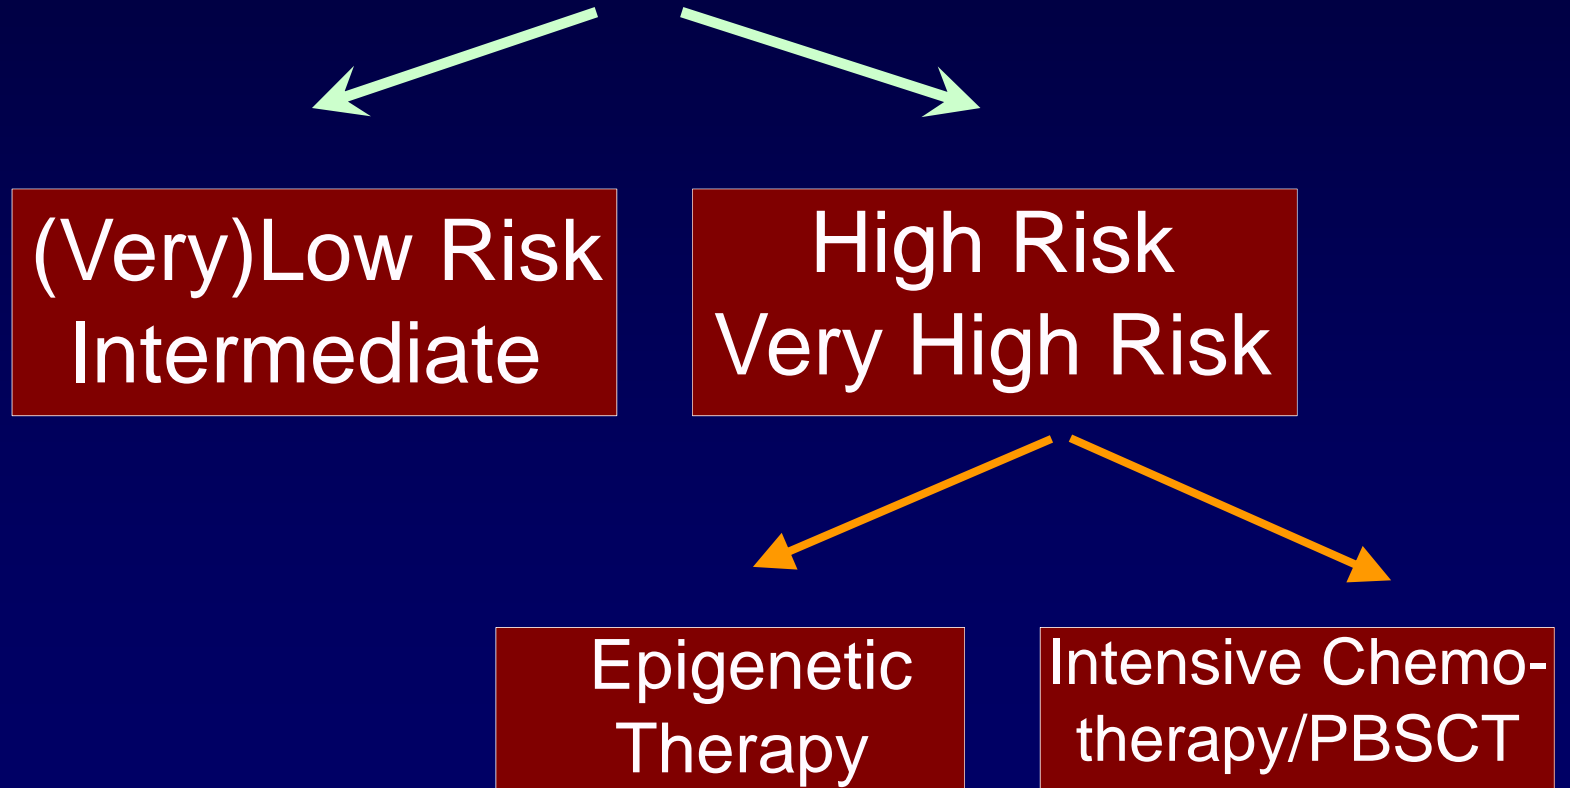 (Very)Low Risk
Intermediate
High Risk
Very High Risk
Epigenetic
Therapy
Intensive Chemo-
therapy/PBSCT